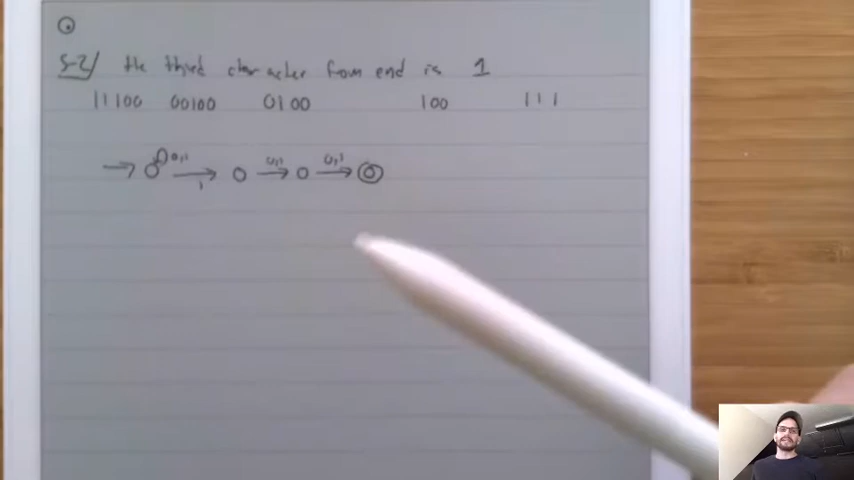 5-2/ the third character from end is 1
11100 00100 0100 100 111
0,1 0,1 0,1
1